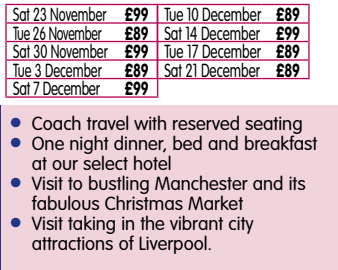 Sat 23 November £99 Tue 10 December £89
Tue 26 November £89 Sat 14 December £99
Sat 30 November £99 Tue 17 December £89
Tue 3 December £89 Sat 21 December £89
Sat 7 December £99
• Coach travel with reserved seating
• One night dinner, bed and breakfast
at our select hotel
• Visit to bustling Manchester and its
fabulous Christmas Market
• Visit taking in the vibrant city
attractions of Liverpool.